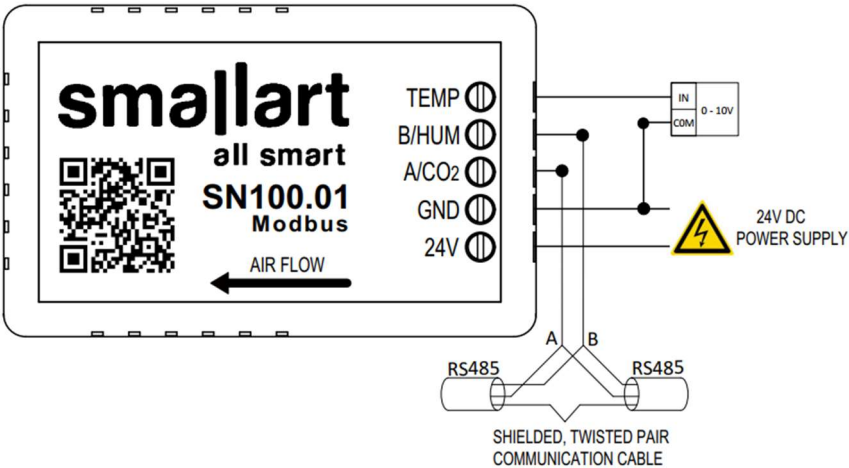 smallart
all smart
SN100.01
Modbus
AIR FLOW
TEMP
B/HUM
A/CO2
GND
24V
IN
COM
0 - 10V
24V DC
POWER SUPPLY
A B
RS485
RS485
SHIELDED, TWISTED PAIR
COMMUNICATION CABLE